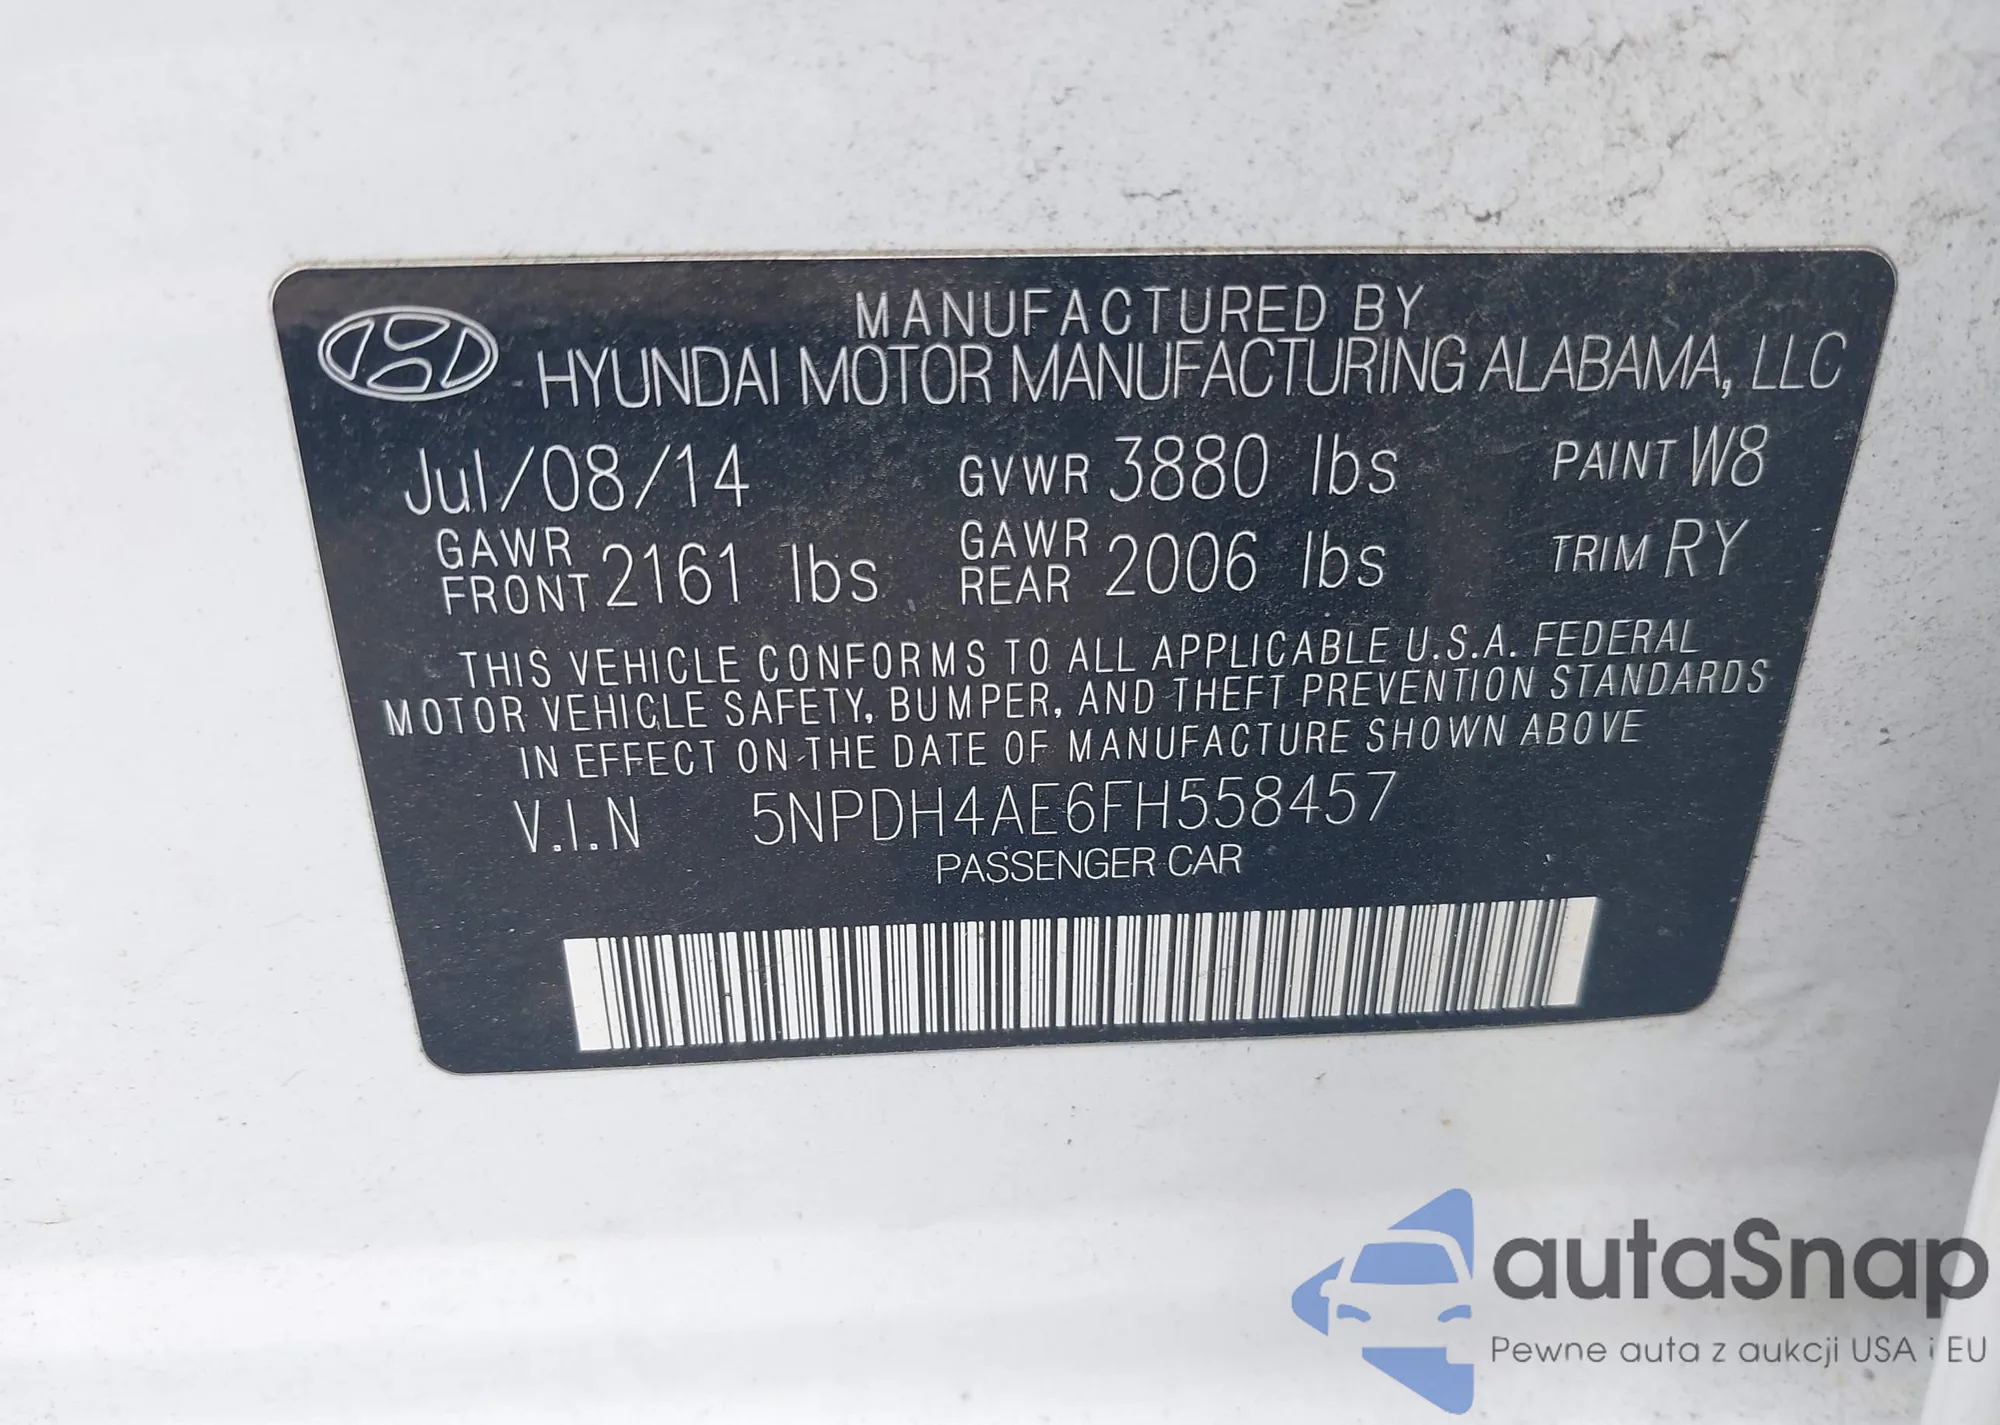 MANUFACTURED BY
HYUNDAI MOTOR MANUFACTURING ALABAMA, LLC
Jul/08/14 GVWR 3880 lbs PAINT W8
GAWR FRONT 2161 lbs GAWR REAR 2006 lbs TRIM RY
THIS VEHICLE CONFORMS TO ALL APPLICABLE U.S.A. FEDERAL
MOTOR VEHICLE SAFETY, BUMPER, AND THEFT PREVENTION STANDARDS
IN EFFECT ON THE DATE OF MANUFACTURE SHOWN ABOVE
V.I.N 5NPDH4AE6FH558457
PASSENGER CAR
autaSnap
Pewne auta z aukcji USA i EU